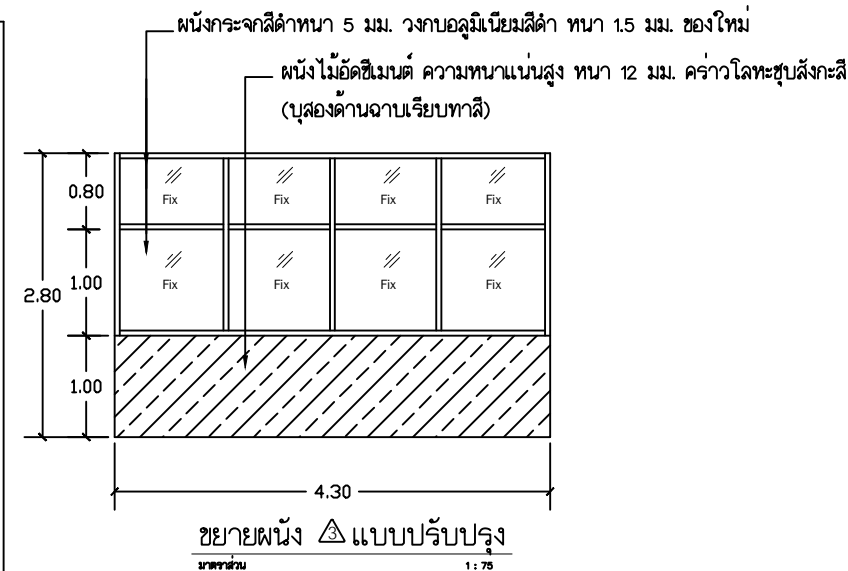 ผนังกระจกสีดำหนา 5 มม. วงกบอลูมิเนียมสีดำ หนา 1.5 มม. ของใหม่
ผนังไม้อัดซีเมนต์ ความหนาแน่นสูง หนา 12 มม. คร่าวโลหะชุบสังกะสี
(บุสองด้านฉาบเรียบทาสี)
0.80
Fix Fix Fix Fix
2.80
1.00
Fix Fix Fix Fix
1.00
4.30
ขยายผนัง 3 แบบปรับปรุง
มาตราส่วน 1 : 75